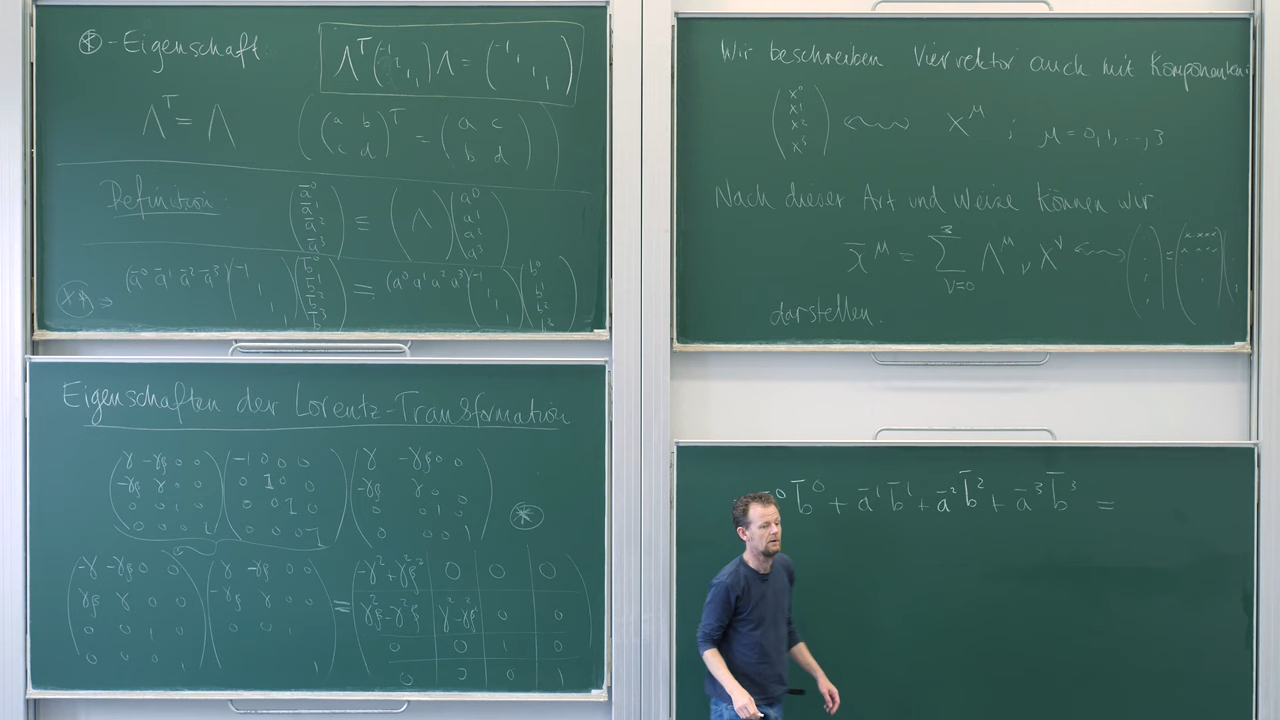 ⊛-Eigenschaft: Λᵀ(⁻¹ ₁ ₁ ₁)Λ = (⁻¹ ₁ ₁ ₁)
Λᵀ = Λ ((a b; c d)ᵀ = (a c; b d))
Definition: (ā⁰ ā¹ ā² ā³) = (Λ)(a⁰ a¹ a² a³)
⇒ (ā⁰ ā¹ ā² ā³)(-1 1 1 1)(b̄⁰ b̄¹ b̄² b̄³) = (a⁰ a¹ a² a³)(-1 1 1 1)(b⁰ b¹ b² b³)
Eigenschaften der Lorentz-Transformation
(γ -γβ 0 0; -γβ γ 0 0; 0 0 1 0; 0 0 0 1)(-1 0 0 0; 0 1 0 0; 0 0 1 0; 0 0 0 1)(γ -γβ 0 0; -γβ γ 0 0; 0 0 1 0; 0 0 0 1) ⊛
(-γ -γβ 0 0; γβ γ 0 0; 0 0 1 0; 0 0 1)(γ -γβ 0 0; -γβ γ 0 0; 0 0 1; 1) = (-γ²+γ²β² 0 0 0; γ²β-γ²β γ²-γ²β² 0 0; 0 0 1 0; 0 0 0 1)
Wir beschreiben Viervektor auch mit Komponenten:
(x⁰ x¹ x² x³) ↔ x^μ ; μ = 0,1,...,3
Nach dieser Art und Weise können wir
x̄^μ = ∑_{ν=0}^{3} Λ^μ_ν x^ν ↔
darstellen.
⁰b̄⁰ + ā¹b̄¹ + ā²b̄² + ā³b̄³ =